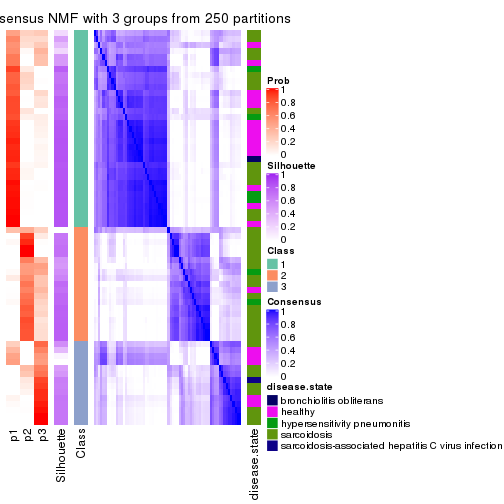 sensus NMF with 3 groups from 250 partitions
Prob
1
0.8
0.6
0.4
0.2
0
Silhouette
1
0.8
0.6
0.4
0.2
0
Class
1
2
3
Consensus
1
0.8
0.6
0.4
0.2
0
disease.state
bronchiolitis obliterans
healthy
hypersensitivity pneumonitis
sarcoidosis
sarcoidosis-associated hepatitis C virus infection
p1
p2
p3
Silhouette
Class
disease.state